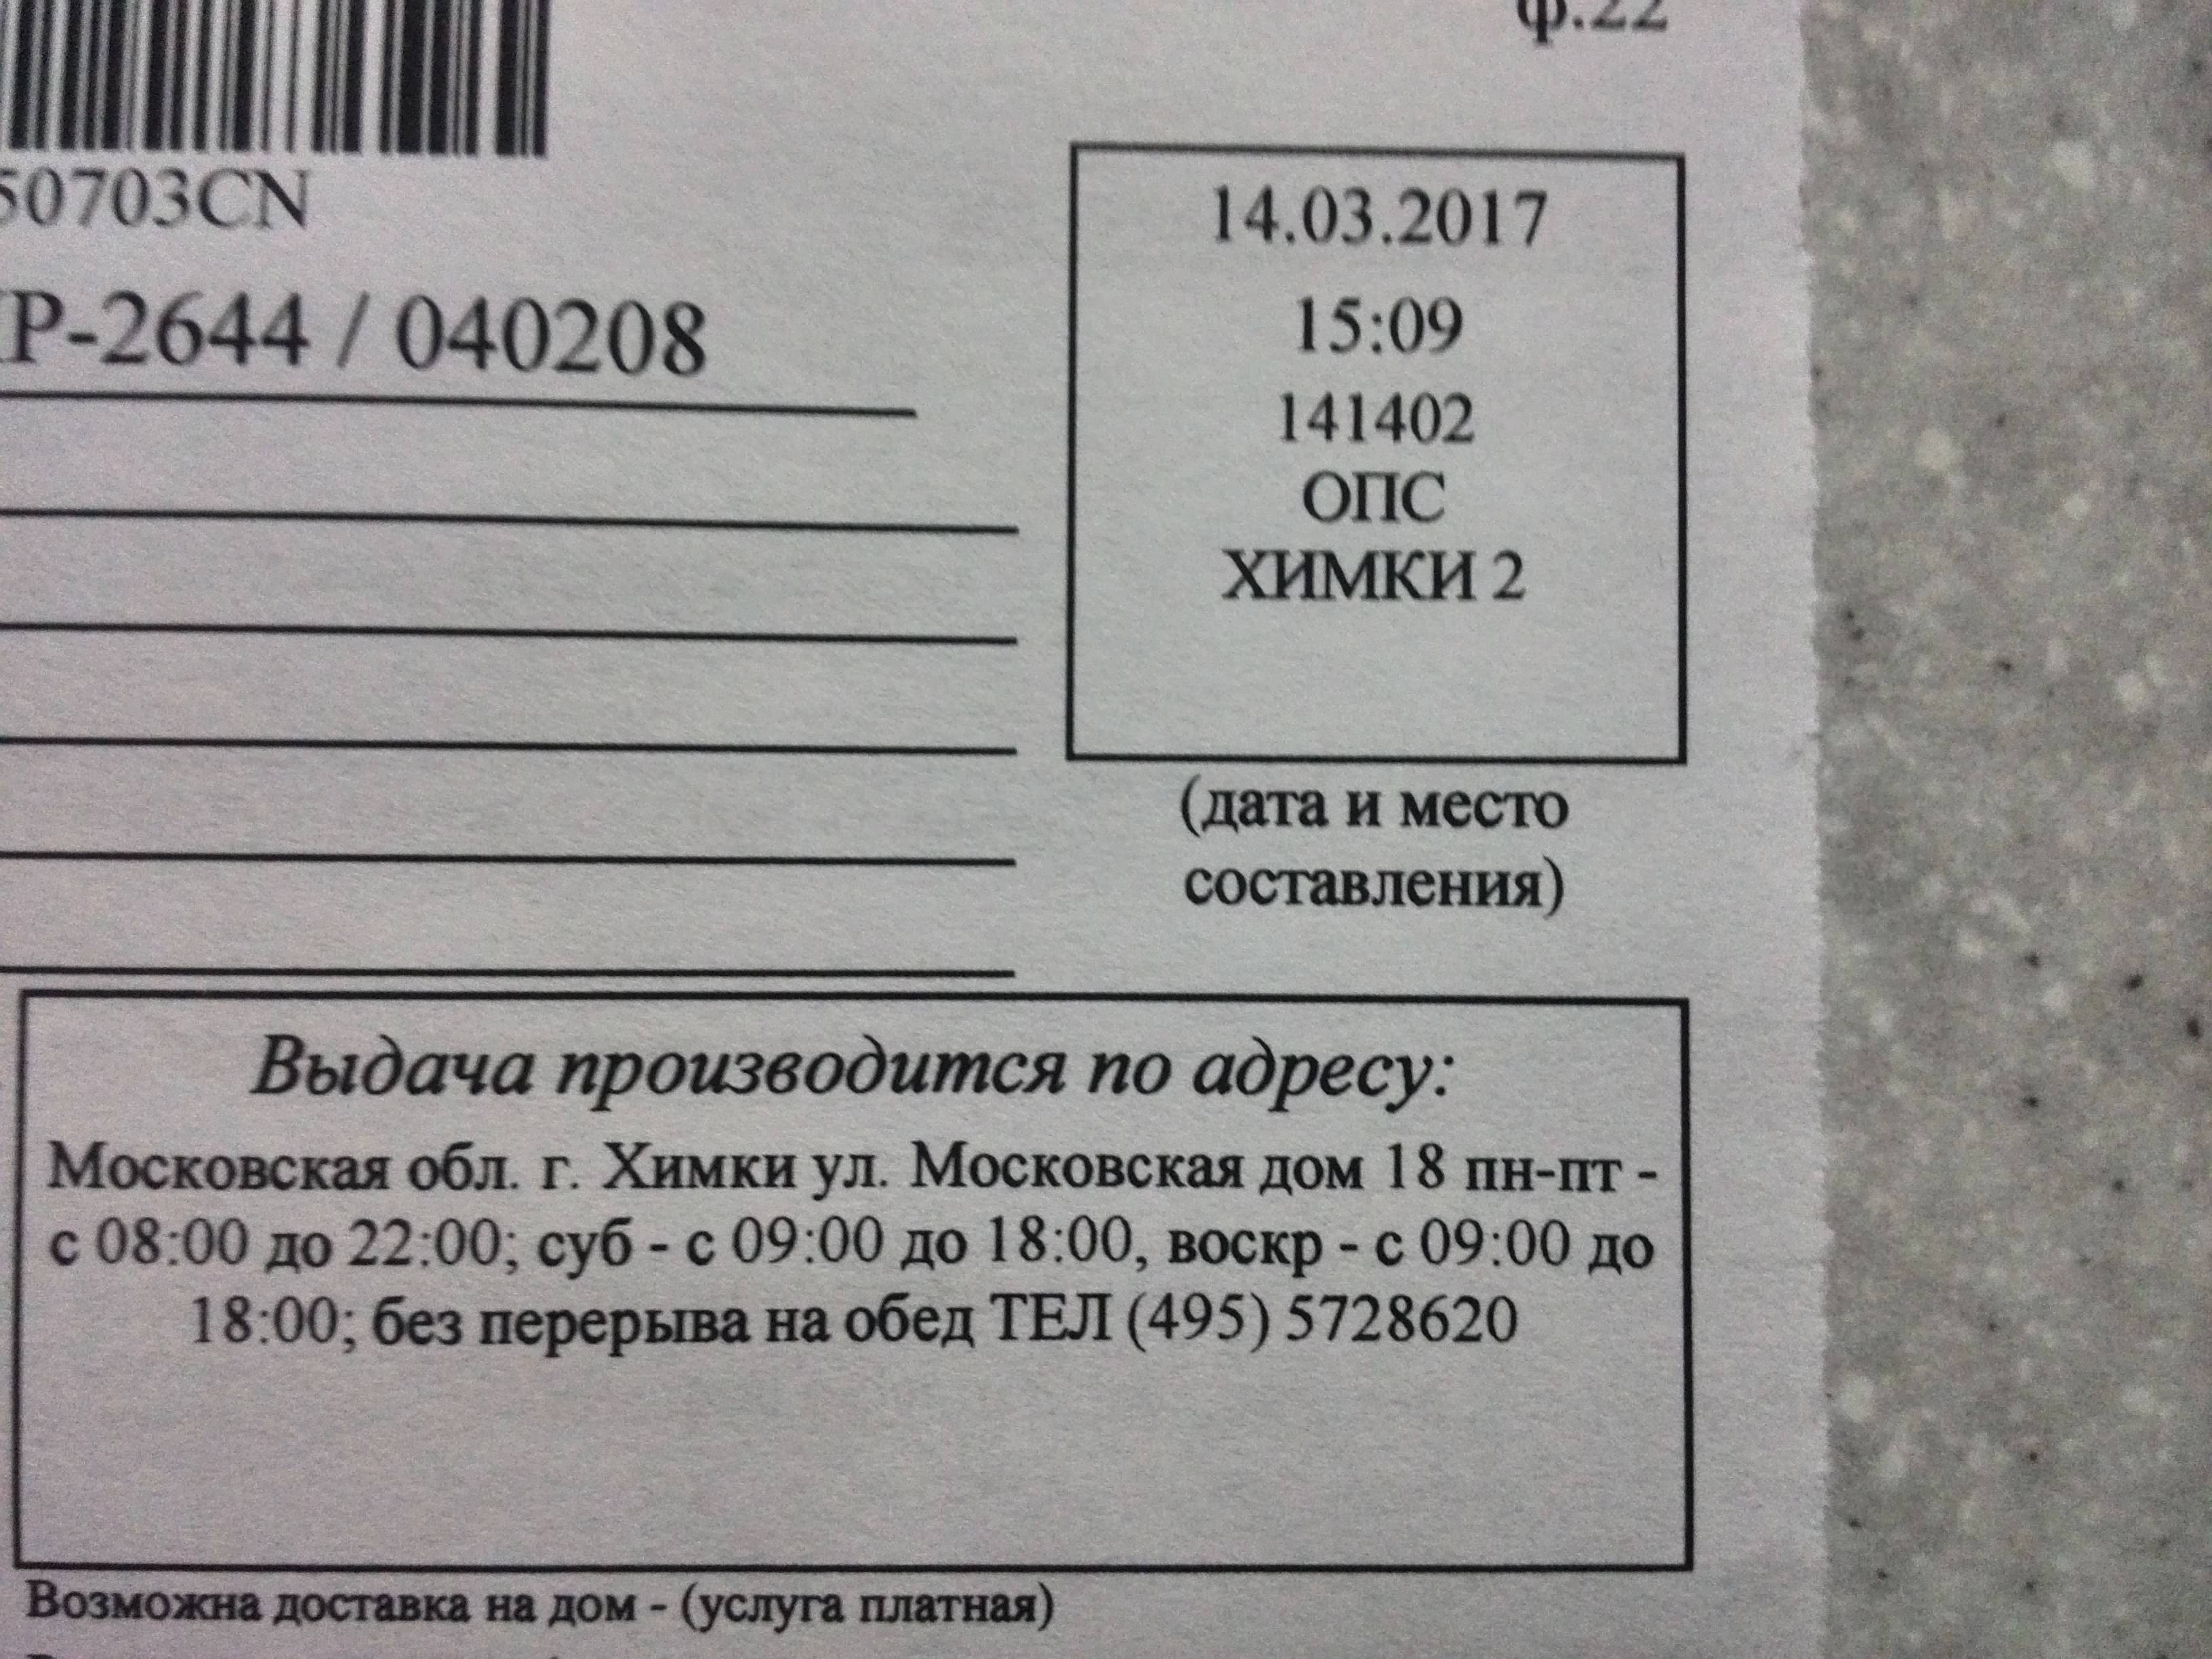 ф.22
50703CN
Р-2644 / 040208
14.03.2017
15:09
141402
ОПС
ХИМКИ 2
(дата и место
составления)
Выдача производится по адресу:
Московская обл. г. Химки ул. Московская дом 18 пн-пт -
с 08:00 до 22:00; суб - с 09:00 до 18:00, воскр - с 09:00 до
18:00; без перерыва на обед ТЕЛ (495) 5728620
Возможна доставка на дом - (услуга платная)